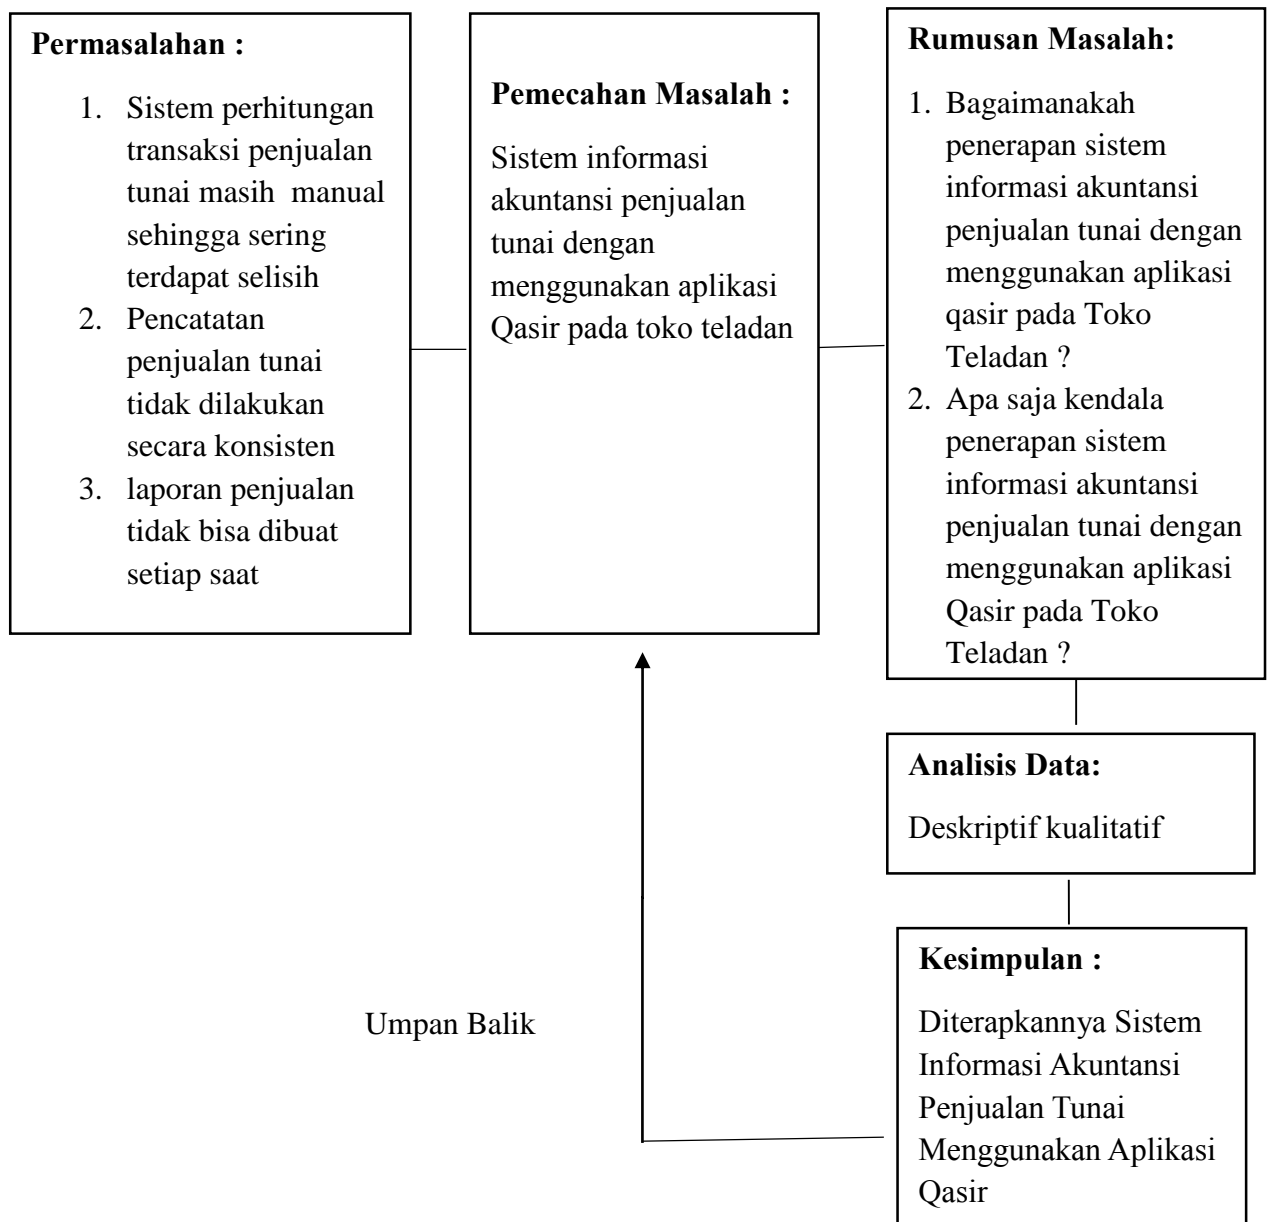 Permasalahan :
1. Sistem perhitungan
transaksi penjualan
tunai masih manual
sehingga sering
terdapat selisih
2. Pencatatan
penjualan tunai
tidak dilakukan
secara konsisten
3. laporan penjualan
tidak bisa dibuat
setiap saat
Pemecahan Masalah :
Sistem informasi
akuntansi penjualan
tunai dengan
menggunakan aplikasi
Qasir pada toko teladan
Rumusan Masalah:
1. Bagaimanakah
penerapan sistem
informasi akuntansi
penjualan tunai dengan
menggunakan aplikasi
qasir pada Toko
Teladan ?
2. Apa saja kendala
penerapan sistem
informasi akuntansi
penjualan tunai dengan
menggunakan aplikasi
Qasir pada Toko
Teladan ?
Analisis Data:
Deskriptif kualitatif
Kesimpulan :
Diterapkannya Sistem
Informasi Akuntansi
Penjualan Tunai
Menggunakan Aplikasi
Qasir
Umpan Balik